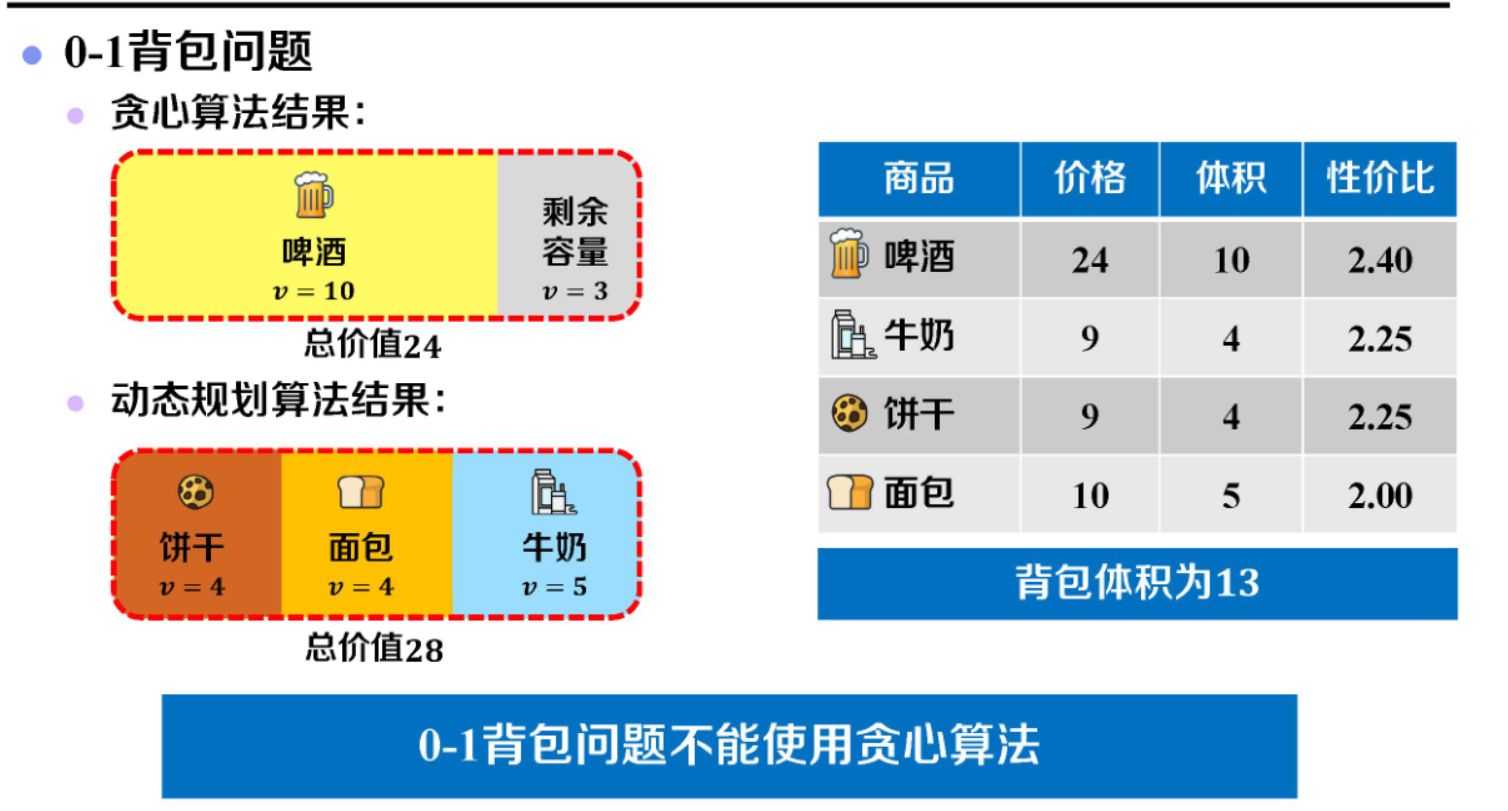 0-1背包问题
贪心算法结果：
啤酒
v = 10
剩余
容量
v = 3
总价值24
动态规划算法结果：
饼干
v = 4
面包
v = 4
牛奶
v = 5
总价值28
商品 价格 体积 性价比
啤酒 24 10 2.40
牛奶 9 4 2.25
饼干 9 4 2.25
面包 10 5 2.00
背包体积为13
0-1背包问题不能使用贪心算法